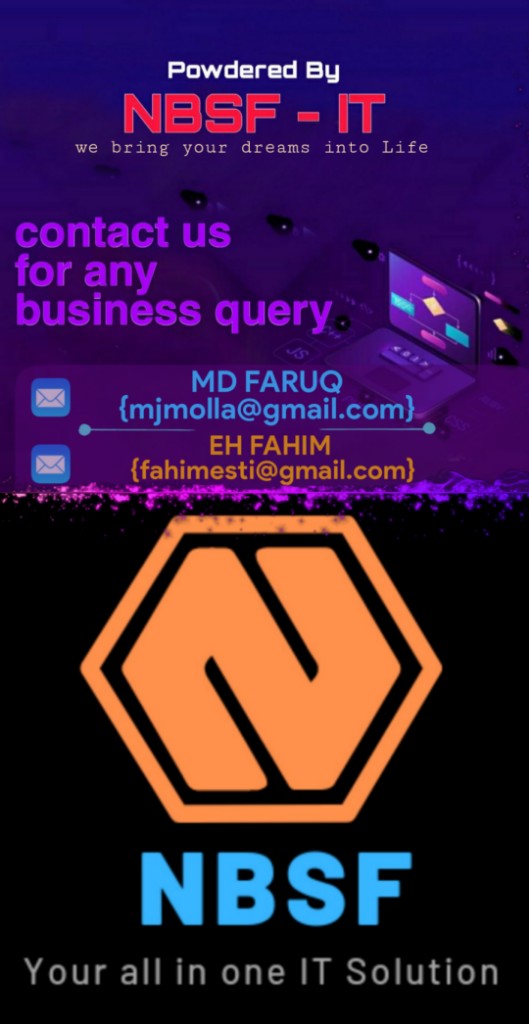 Powdered By
NBSF - IT
we bring your dreams into Life
contact us
for any
business query
JS
MD FARUQ
{mjmolla@gmail.com}
EH FAHIM
{fahimesti@gmail.com}
N
NBSF
Your all in one IT Solution